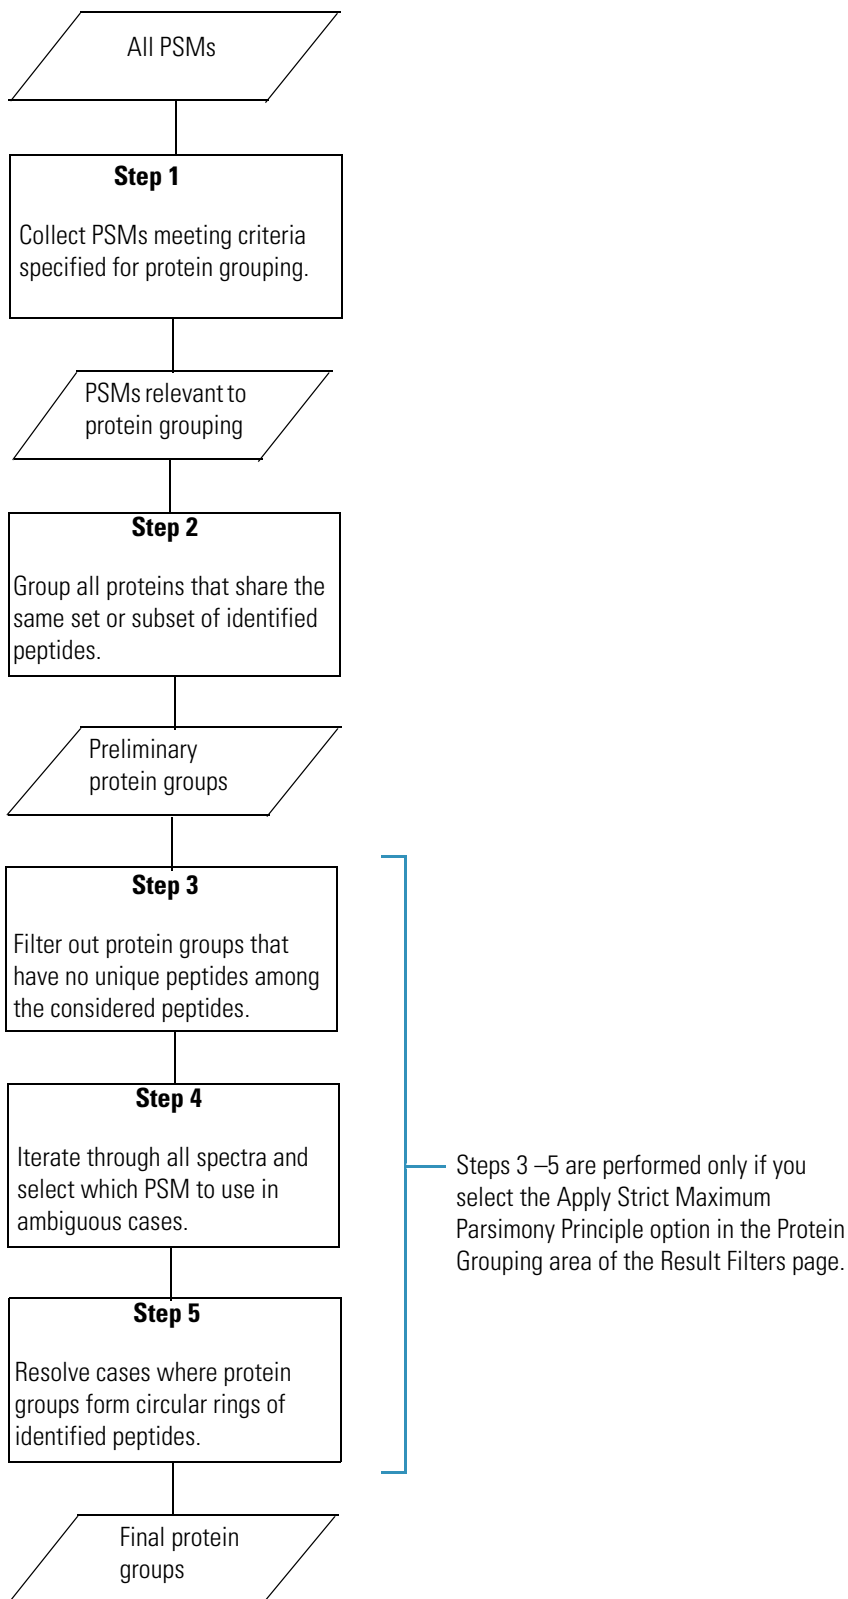 All PSMs
Step 1
Collect PSMs meeting criteria
specified for protein grouping.
PSMs relevant to
protein grouping
Step 2
Group all proteins that share the
same set or subset of identified
peptides.
Preliminary
protein groups
Step 3
Filter out protein groups that
have no unique peptides among
the considered peptides.
Step 4
Iterate through all spectra and
select which PSM to use in
ambiguous cases.
Steps 3 –5 are performed only if you
select the Apply Strict Maximum
Parsimony Principle option in the Protein
Grouping area of the Result Filters page.
Step 5
Resolve cases where protein
groups form circular rings of
identified peptides.
Final protein
groups